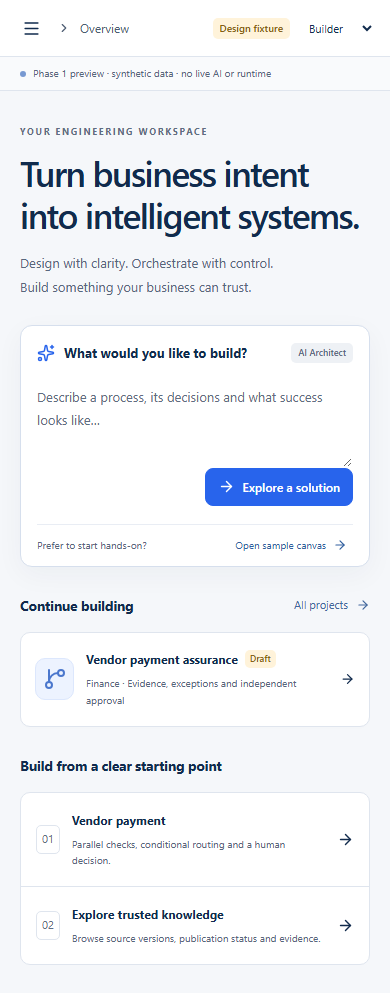 Overview
Design fixture
Builder
Phase 1 preview · synthetic data · no live AI or runtime
YOUR ENGINEERING WORKSPACE
Turn business intent
into intelligent systems.
Design with clarity. Orchestrate with control.
Build something your business can trust.
What would you like to build?
AI Architect
Describe a process, its decisions and what success
looks like...
Explore a solution
Prefer to start hands-on?
Open sample canvas
Continue building
All projects
Vendor payment assurance
Draft
Finance · Evidence, exceptions and independent
approval
Build from a clear starting point
01
Vendor payment
Parallel checks, conditional routing and a human
decision.
02
Explore trusted knowledge
Browse source versions, publication status and evidence.